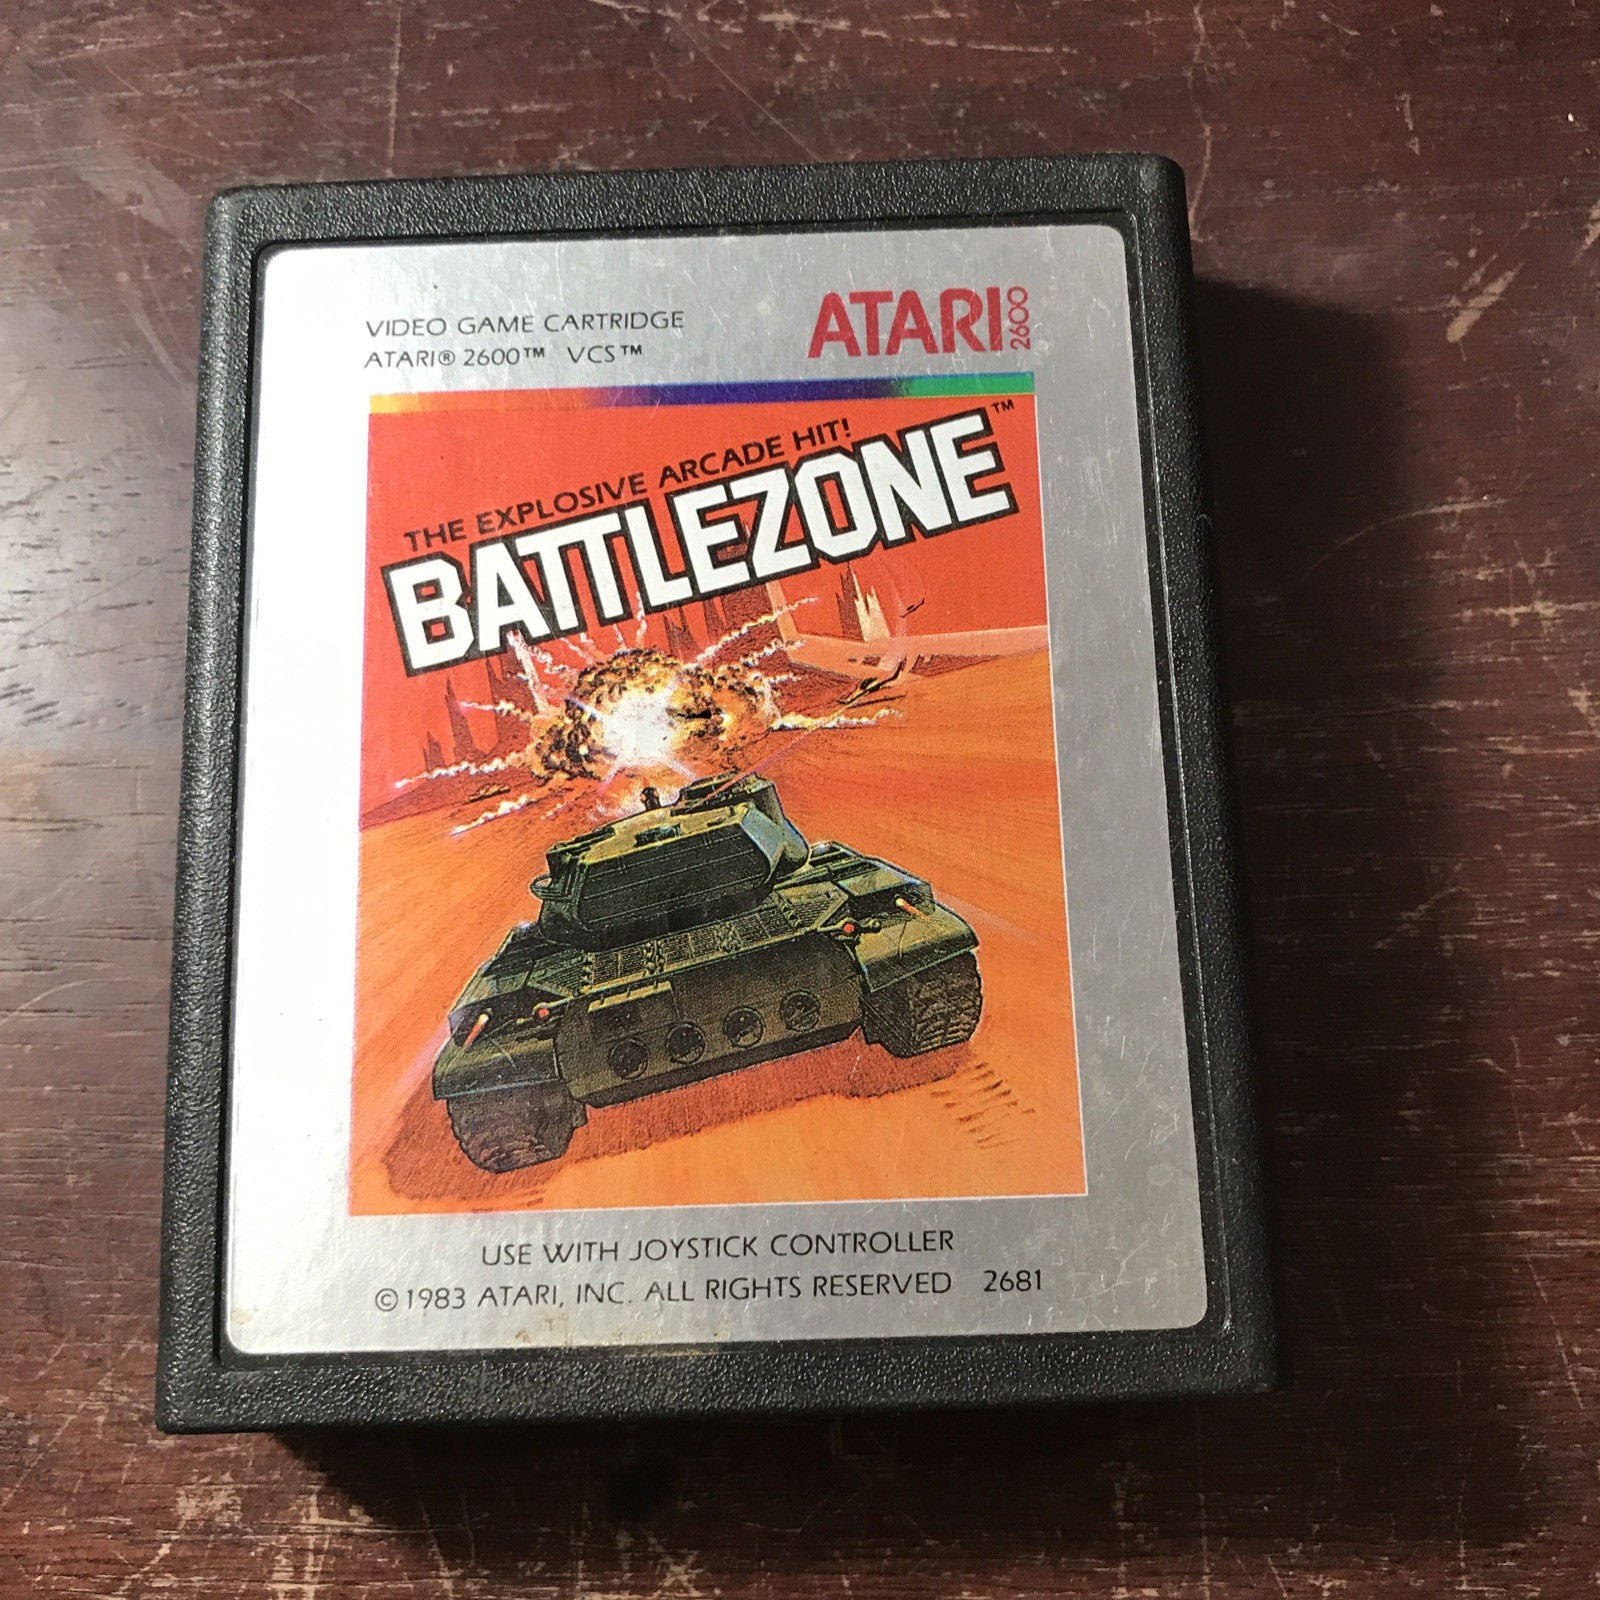 VIDEO GAME CARTRIDGE
ATARI® 2600™ VCS™
ATARI 2600
THE EXPLOSIVE ARCADE HIT!
BATTLEZONE™
USE WITH JOYSTICK CONTROLLER
© 1983 ATARI, INC. ALL RIGHTS RESERVED 2681